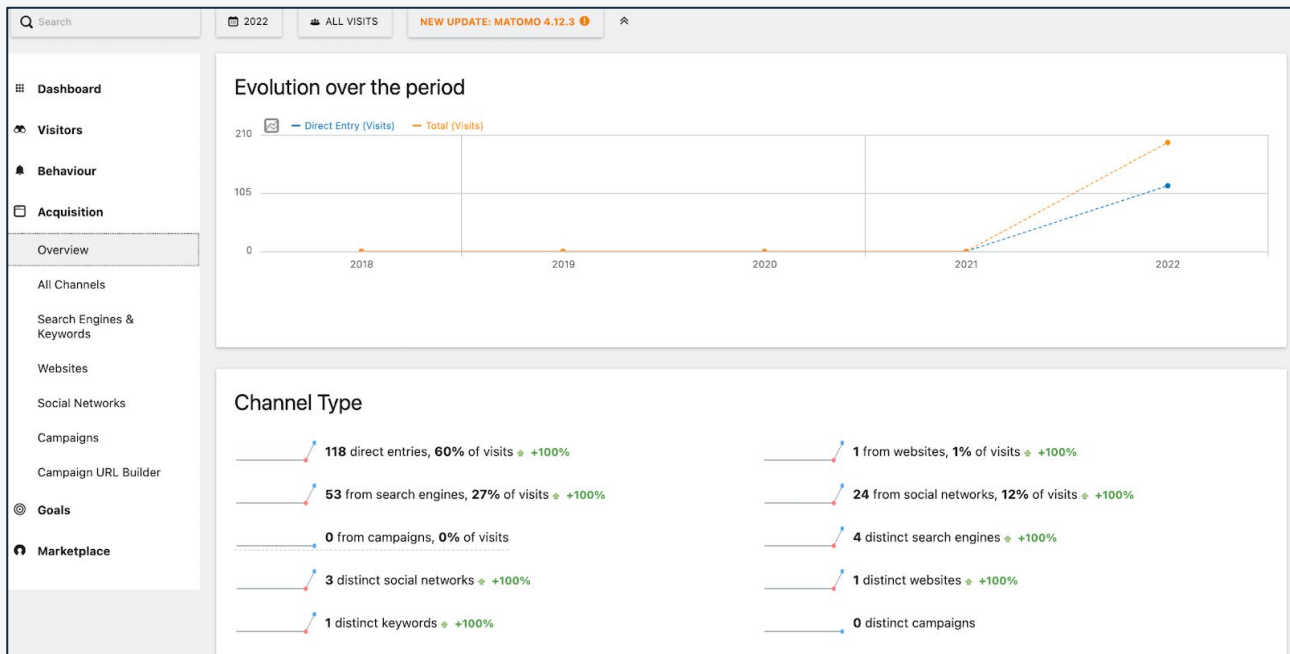 Search
2022
ALL VISITS
NEW UPDATE: MATOMO 4.12.3
Dashboard
Visitors
Behaviour
Acquisition
Overview
All Channels
Search Engines &
Keywords
Websites
Social Networks
Campaigns
Campaign URL Builder
Goals
Marketplace
Evolution over the period
Direct Entry (Visits) Total (Visits)
210
105
0
2018 2019 2020 2021 2022
Channel Type
118 direct entries, 60% of visits +100%
53 from search engines, 27% of visits +100%
0 from campaigns, 0% of visits
3 distinct social networks +100%
1 distinct keywords +100%
1 from websites, 1% of visits +100%
24 from social networks, 12% of visits +100%
4 distinct search engines +100%
1 distinct websites +100%
0 distinct campaigns